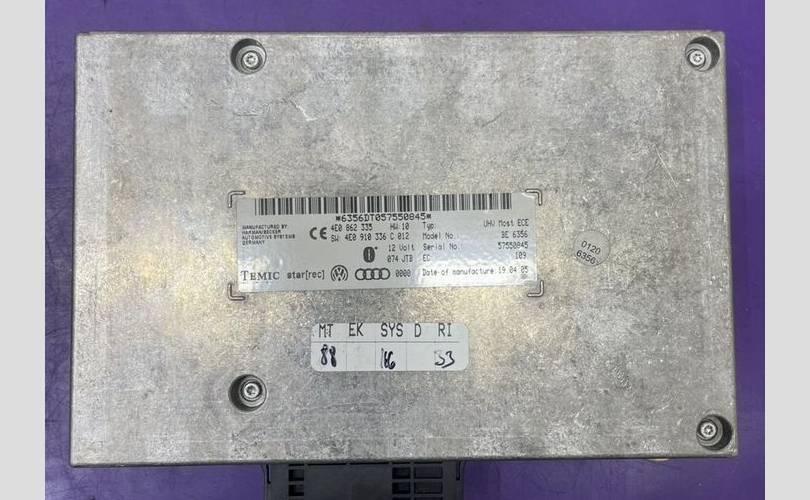 *6356DT057550845*
MANUFACTURED BY: 4E0 862 335 HW 10 Typ: UHV Most ECE
HARMAN/BECKER
AUTOMOTIVE SYSTEMS CE SW 4E0 910 336 C 012 Model No.: BE 6356
GERMANY
12 Volt Serial No.: 57550845
074 JTB EC 109
TEMIC star[rec] 0000 Date of manufacture: 19.04.05
0120
6356
MT EK SYS D RI
88 53